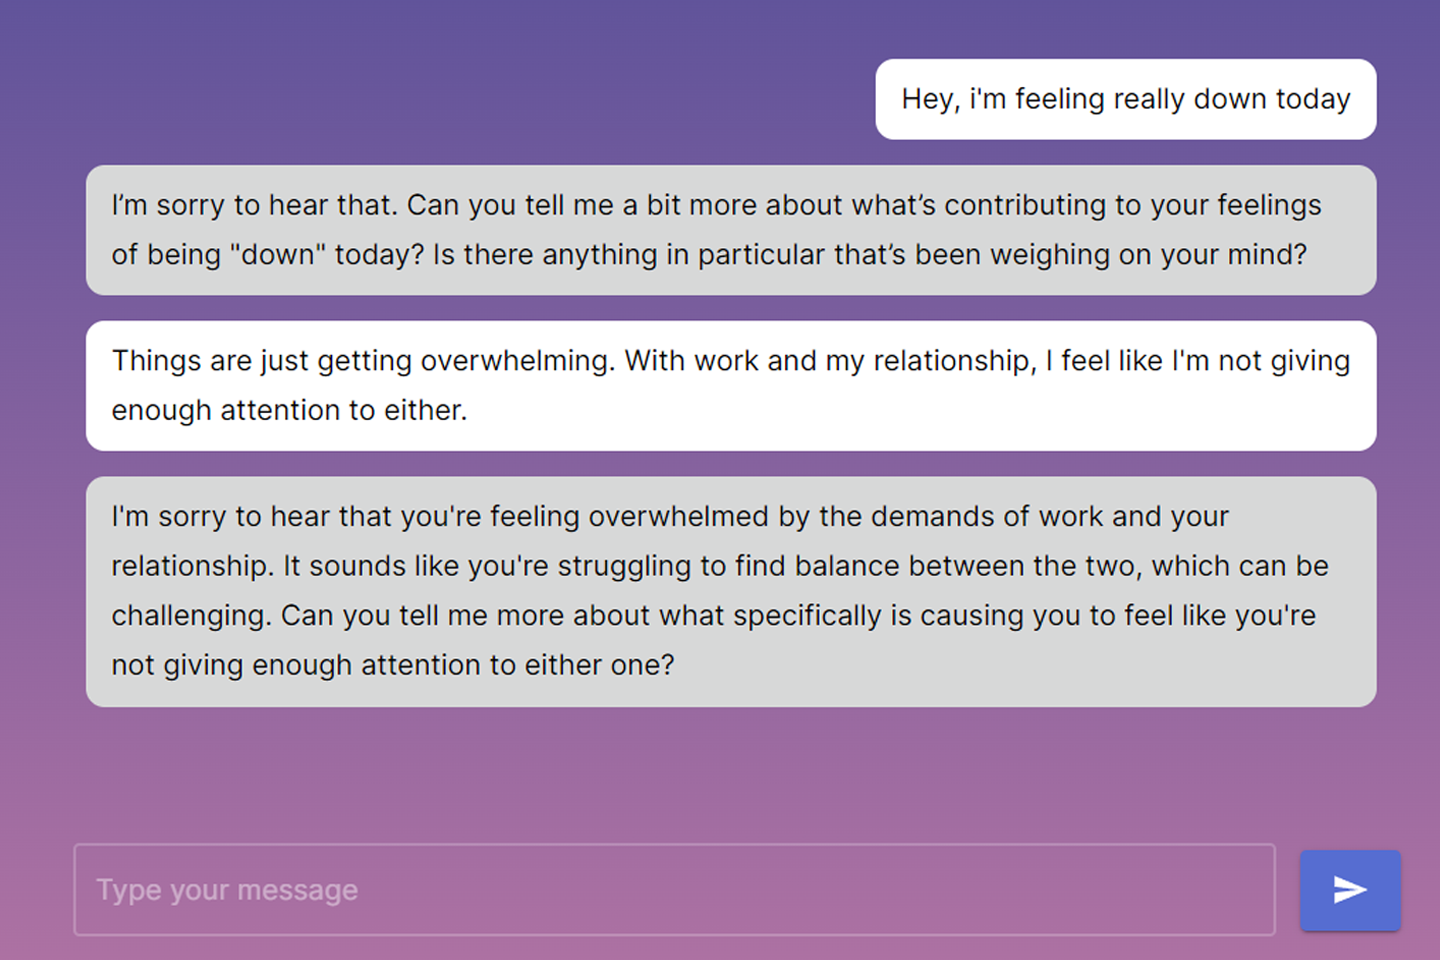 Hey, i'm feeling really down today
I’m sorry to hear that. Can you tell me a bit more about what’s contributing to your feelings
of being "down" today? Is there anything in particular that’s been weighing on your mind?
Things are just getting overwhelming. With work and my relationship, I feel like I'm not giving
enough attention to either.
I'm sorry to hear that you're feeling overwhelmed by the demands of work and your
relationship. It sounds like you're struggling to find balance between the two, which can be
challenging. Can you tell me more about what specifically is causing you to feel like you're
not giving enough attention to either one?
Type your message